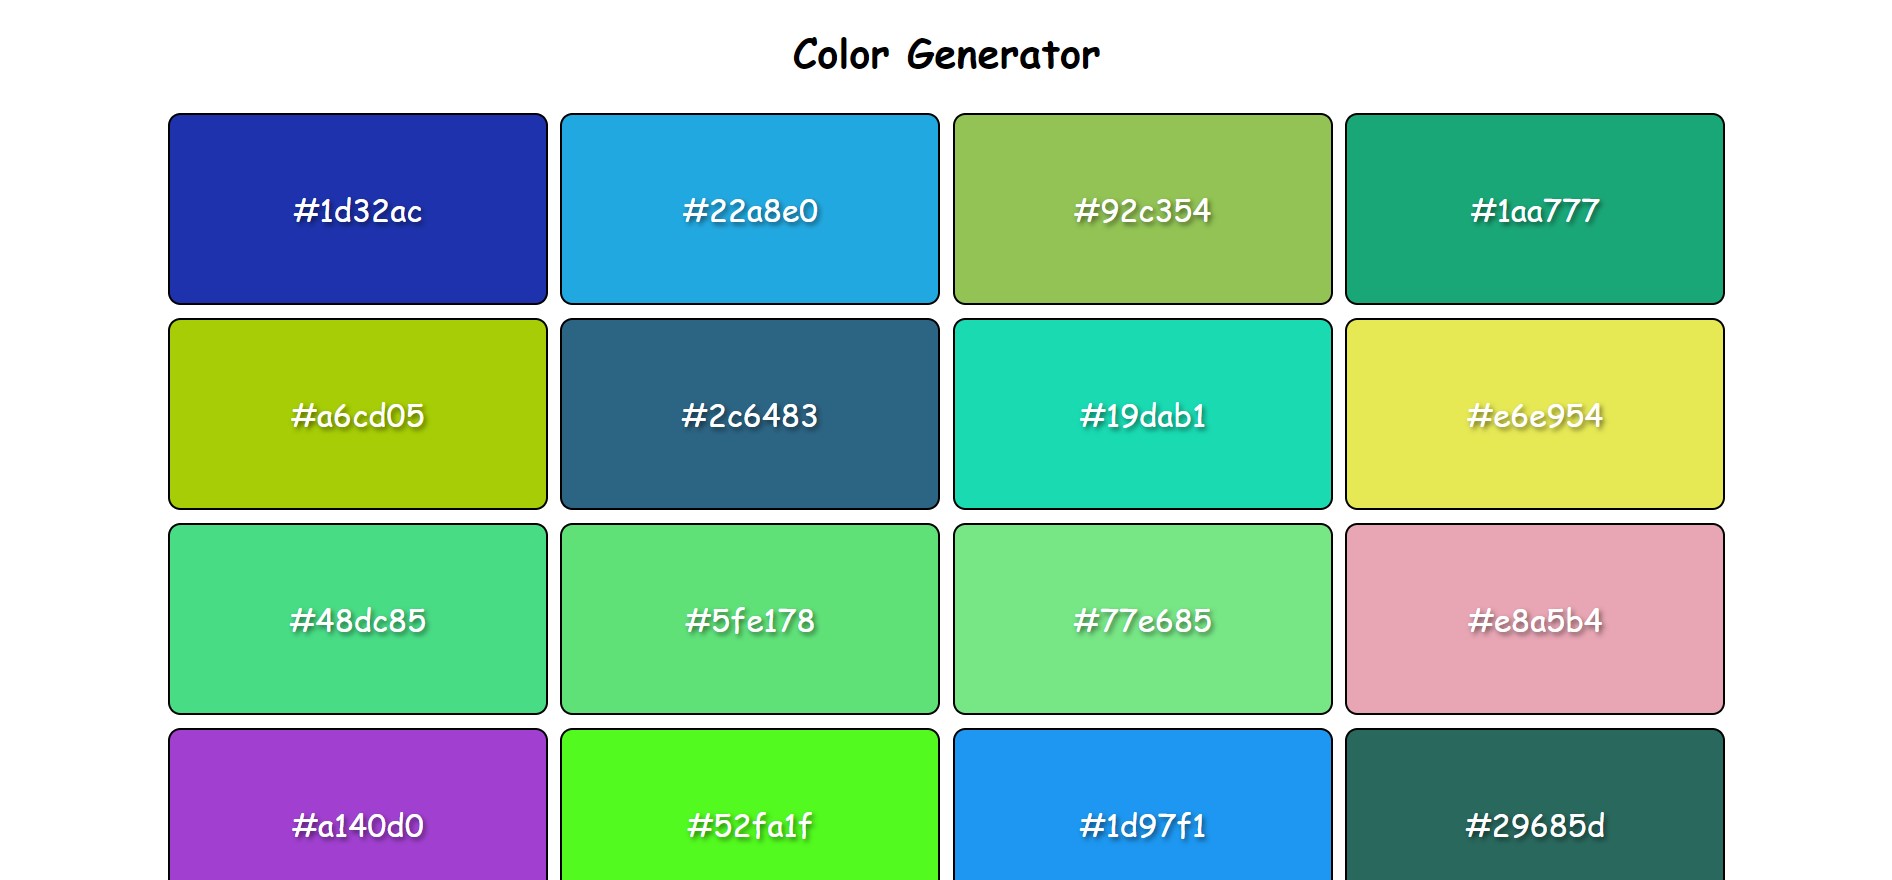 Color Generator
#1d32ac
#22a8e0
#92c354
#1aa777
#a6cd05
#2c6483
#19dab1
#e6e954
#48dc85
#5fe178
#77e685
#e8a5b4
#a140d0
#52fa1f
#1d97f1
#29685d